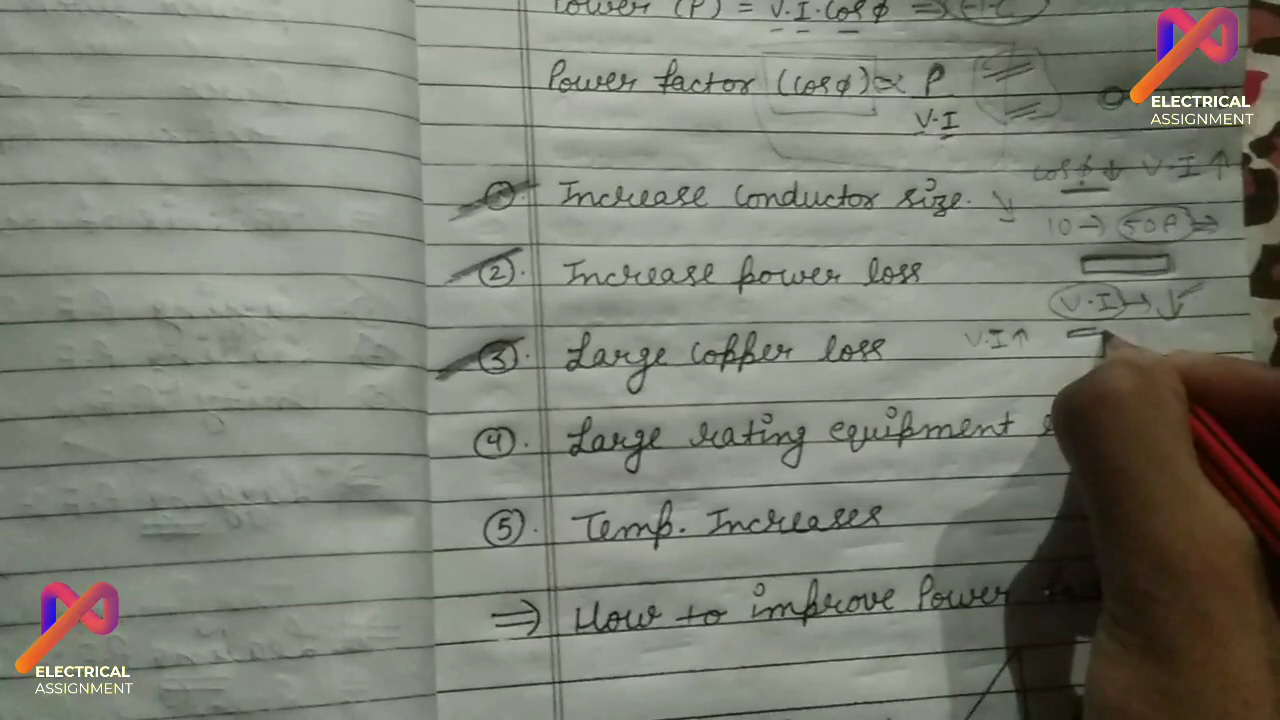 Power (P) = V.I.cosφ ⇒
Power factor (cosφ) ∝ P
V.I
cosφ ↓ V.I ↑
①. Increase conductor size.
10 → 50A ⇒
②. Increase power loss
V.I → ↓
③. Large copper loss V.I ↑
④. Large rating equipment
⑤. Temp. Increases
⇒ How to improve Power
ELECTRICAL
ASSIGNMENT
ELECTRICAL
ASSIGNMENT